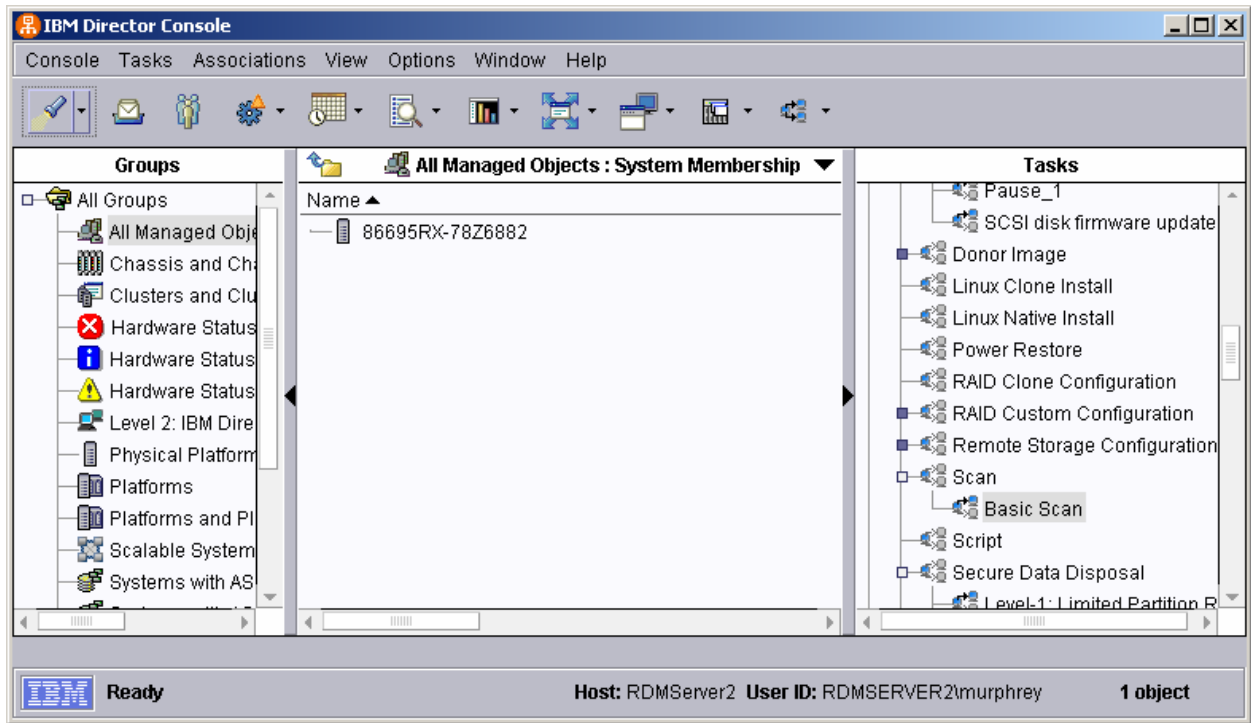 IBM Director Console
Console Tasks Associations View Options Window Help
Groups
All Groups
All Managed Obje
Chassis and Cha
Clusters and Clu
Hardware Status
Hardware Status
Hardware Status
Level 2: IBM Dire
Physical Platform
Platforms
Platforms and Pl
Scalable System
Systems with AS
All Managed Objects : System Membership
Name
86695RX-78Z6882
Tasks
Pause_1
SCSI disk firmware update
Donor Image
Linux Clone Install
Linux Native Install
Power Restore
RAID Clone Configuration
RAID Custom Configuration
Remote Storage Configuration
Scan
Basic Scan
Script
Secure Data Disposal
Level-1: Limited Partition R
IBM Ready Host: RDMServer2 User ID: RDMSERVER2\murphrey 1 object